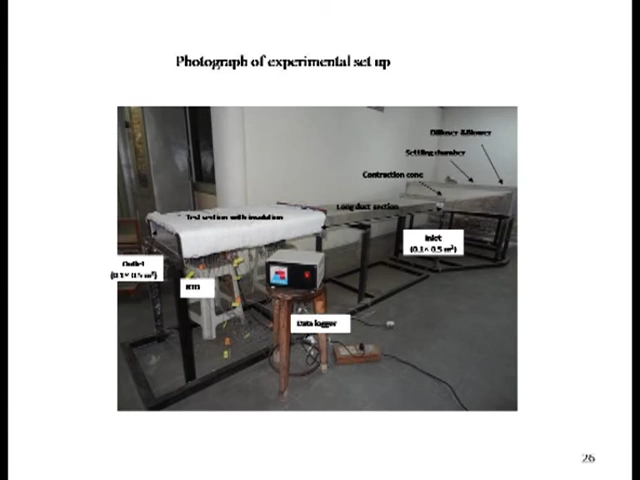 Photograph of experimental set up
Diffuser & Blower
Settling chamber
Contraction cone
Long duct section
Test section with insulation
Inlet
(0.1× 0.5 m²)
Outlet
(0.1× 0.5 m²)
RTD
Data logger
26